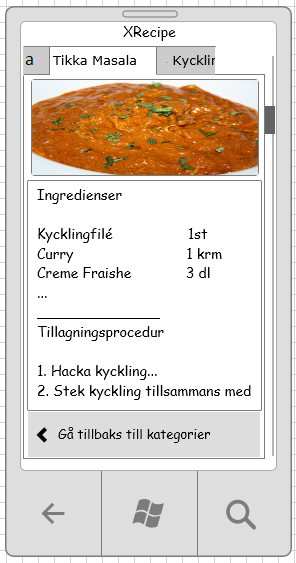 XRecipe
a Tikka Masala Kycklin
Ingredienser
Kycklingfilé 1st
Curry 1 krm
Creme Fraishe 3 dl
...
Tillagningsprocedur
1. Hacka kyckling...
2. Stek kyckling tillsammans med
Gå tillbaks till kategorier